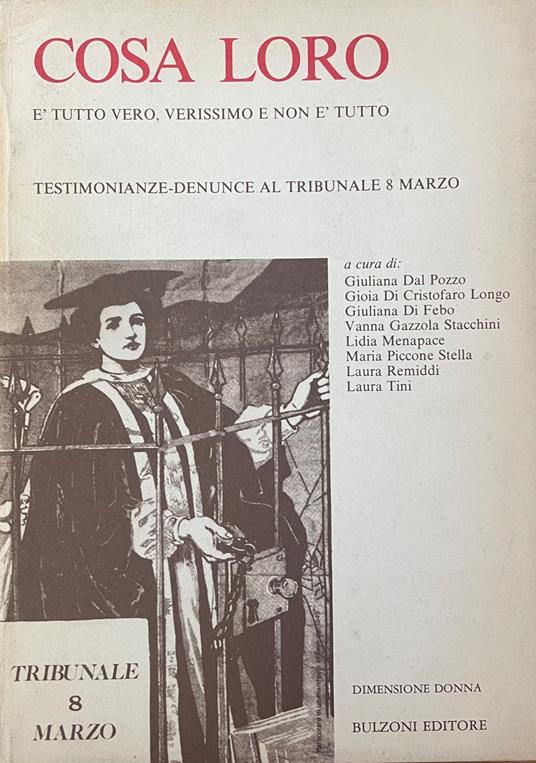 COSA LORO
E' TUTTO VERO, VERISSIMO E NON E' TUTTO
TESTIMONIANZE-DENUNCE AL TRIBUNALE 8 MARZO
a cura di:
Giuliana Dal Pozzo
Gioia Di Cristofaro Longo
Giuliana Di Febo
Vanna Gazzola Stacchini
Lidia Menapace
Maria Piccone Stella
Laura Remiddi
Laura Tini
TRIBUNALE
8
MARZO
DIMENSIONE DONNA
BULZONI EDITORE